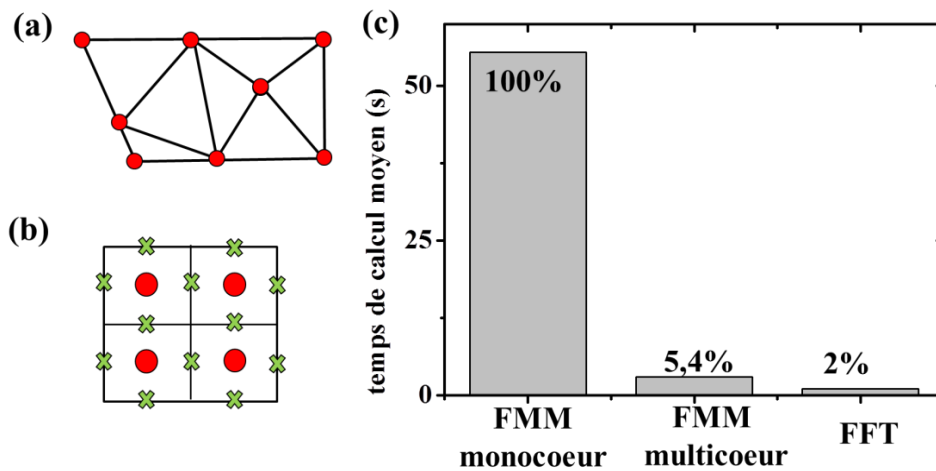 (a)
(b)
(c)
temps de calcul moyen (s)
50
25
0
100%
5,4%
2%
FMM
monocoeur
FMM
multicoeur
FFT